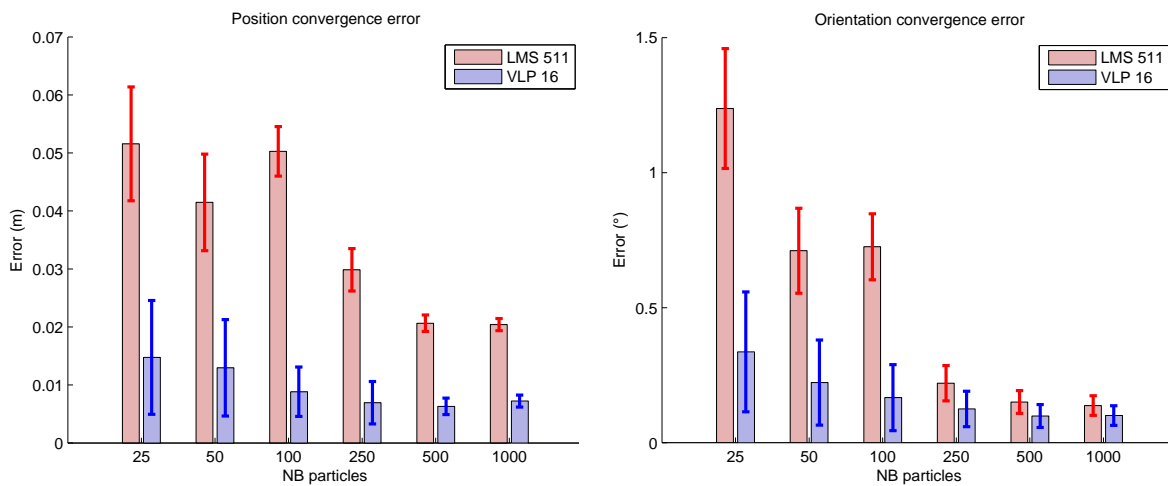 Position convergence error
0.07
0.06
0.05
0.04
0.03
0.02
0.01
0
Error (m)
25 50 100 250 500 1000
NB particles
LMS 511
VLP 16
Orientation convergence error
1.5
1
0.5
0
Error (°)
25 50 100 250 500 1000
NB particles
LMS 511
VLP 16